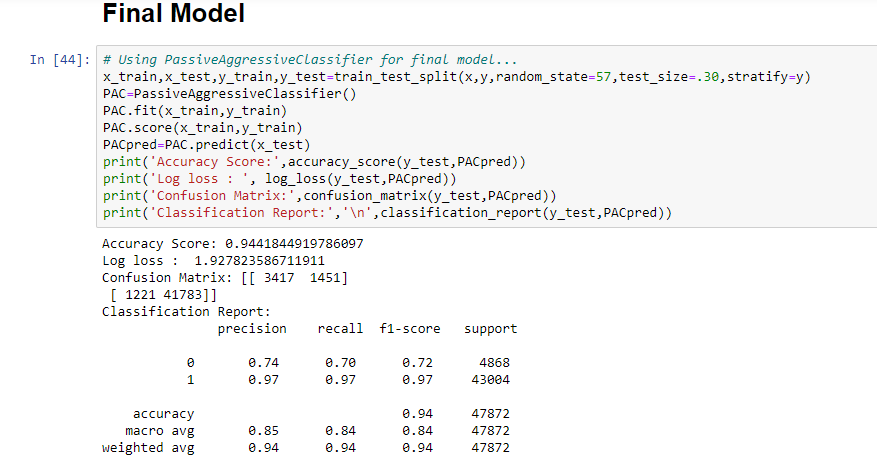 Final Model
In [44]: # Using PassiveAggressiveClassifier for final model...
x_train,x_test,y_train,y_test=train_test_split(x,y,random_state=57,test_size=.30,stratify=y)
PAC=PassiveAggressiveClassifier()
PAC.fit(x_train,y_train)
PAC.score(x_train,y_train)
PACpred=PAC.predict(x_test)
print('Accuracy Score:',accuracy_score(y_test,PACpred))
print('Log loss : ', log_loss(y_test,PACpred))
print('Confusion Matrix:',confusion_matrix(y_test,PACpred))
print('Classification Report:','\n',classification_report(y_test,PACpred))
Accuracy Score: 0.9441844919786097
Log loss :  1.927823586711911
Confusion Matrix: [[ 3417  1451]
 [ 1221 41783]]
Classification Report:
               precision    recall  f1-score   support

           0       0.74      0.70      0.72      4868
           1       0.97      0.97      0.97     43004

    accuracy                           0.94     47872
   macro avg       0.85      0.84      0.84     47872
weighted avg       0.94      0.94      0.94     47872